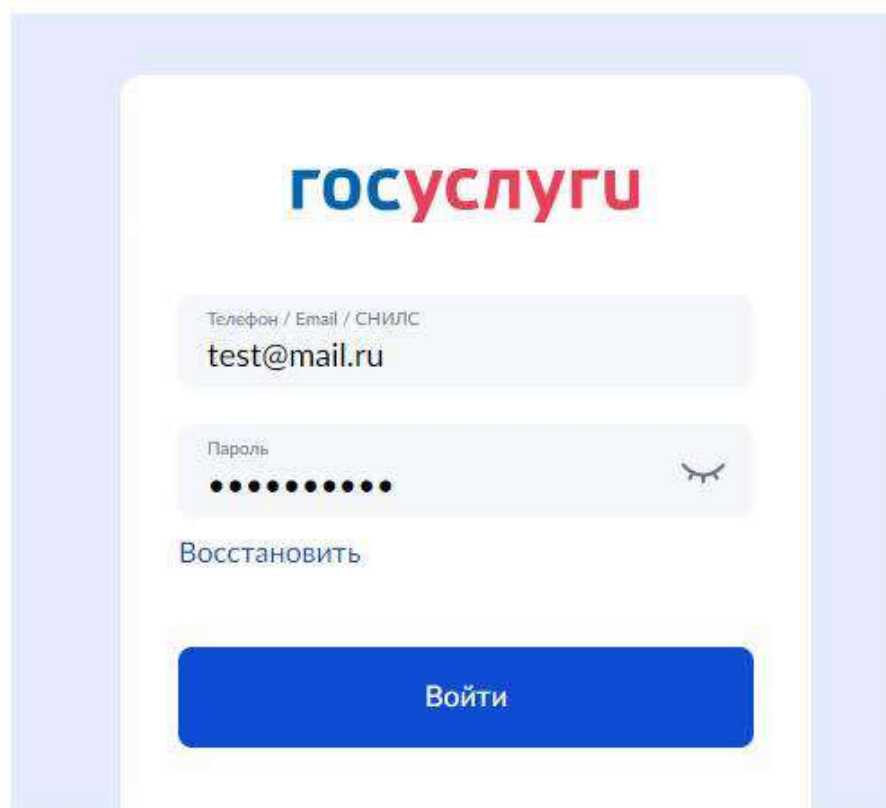 госуслуги
Телефон / Email / СНИЛС
test@mail.ru
Пароль
••••••••••
Восстановить
Войти